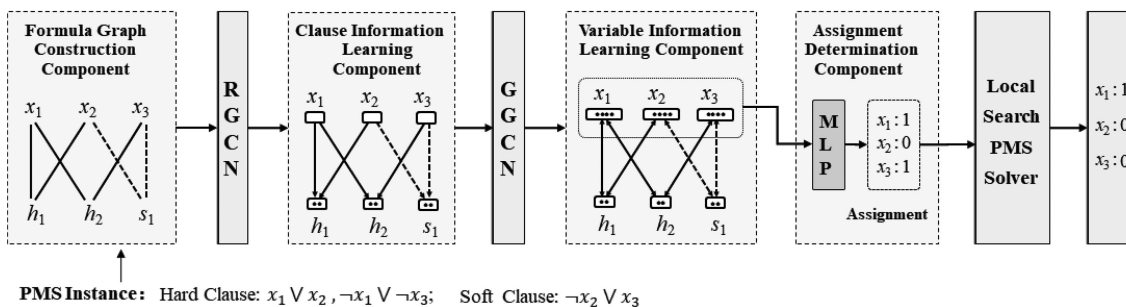 Formula Graph
Construction
Component
x₁ x₂ x₃
h₁ h₂ s₁
RGCN
Clause Information
Learning
Component
x₁ x₂ x₃
h₁ h₂ s₁
GGCN
Variable Information
Learning Component
x₁ x₂ x₃
h₁ h₂ s₁
Assignment
Determination
Component
MLP
x₁: 1
x₂: 0
x₃: 1
Assignment
Local
Search
PMS
Solver
x₁: 1
x₂: 0
x₃: 0
PMS Instance: Hard Clause: x₁ ∨ x₂ , ¬x₁ ∨ ¬x₃; Soft Clause: ¬x₂ ∨ x₃